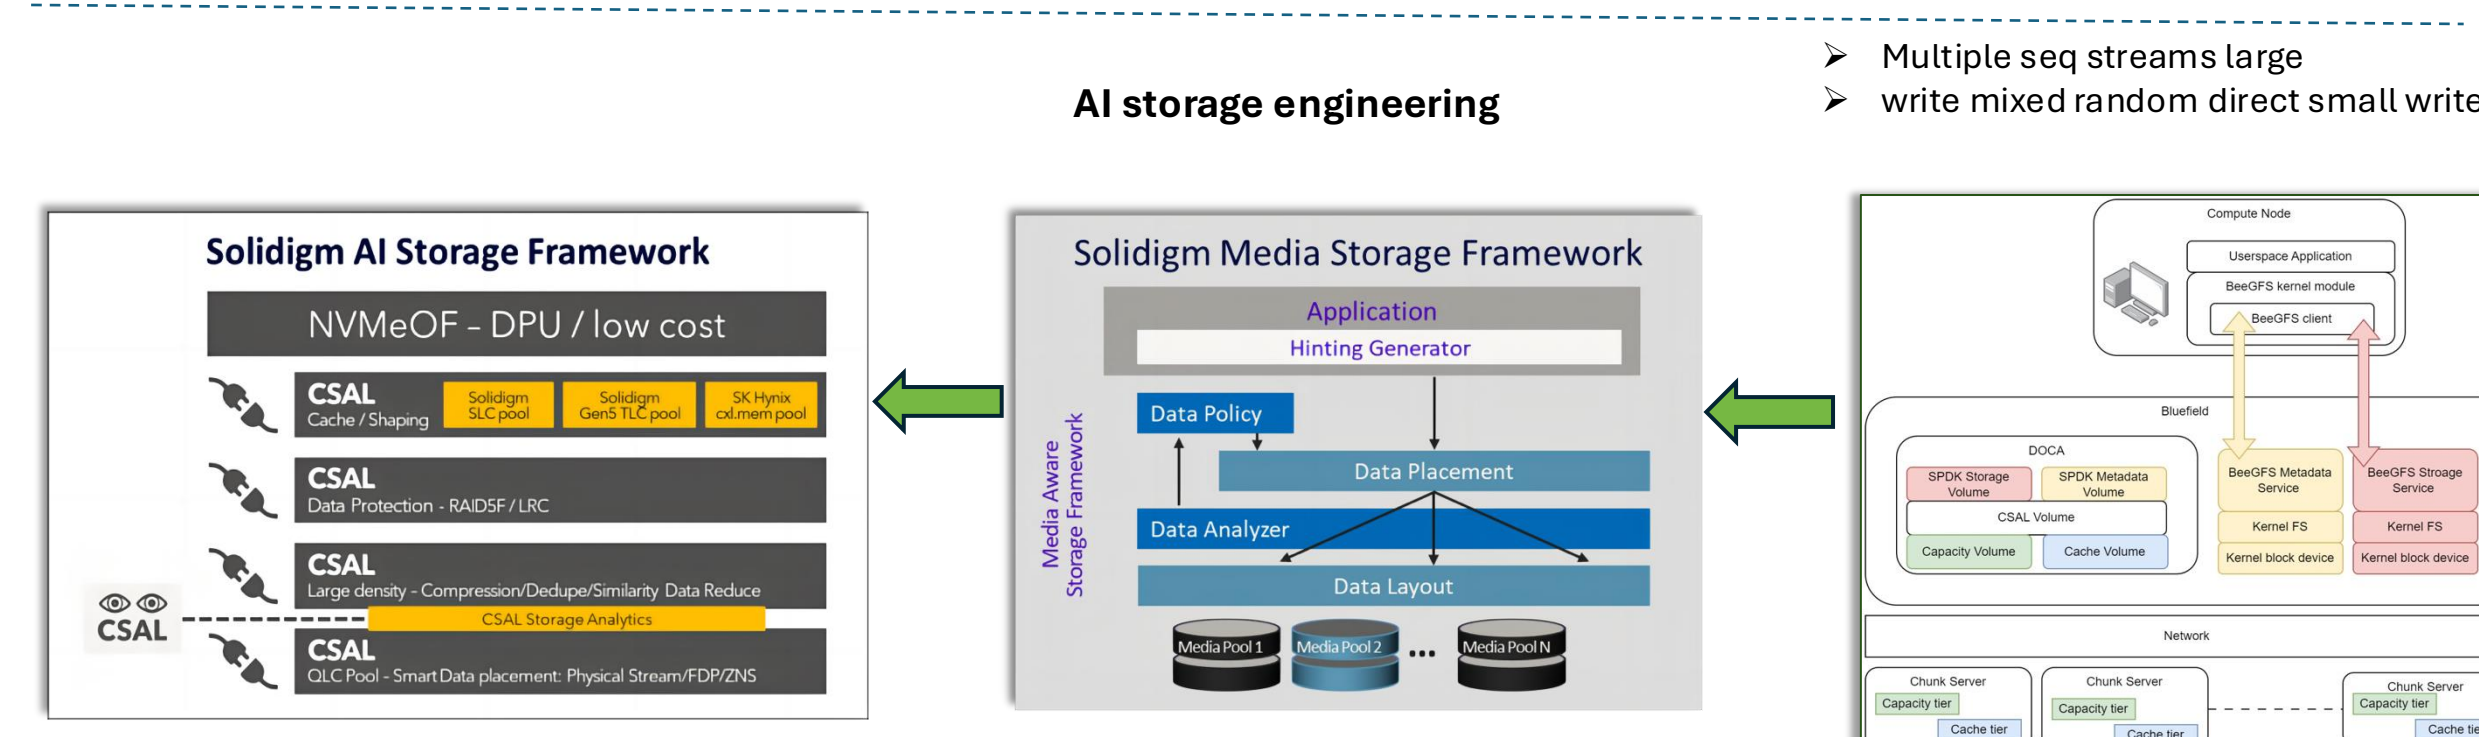 Multiple seq streams large
write mixed random direct small write
AI storage engineering
Solidigm AI Storage Framework
NVMeOF – DPU / low cost
CSAL
Cache / Shaping
Solidigm
SLC pool
Solidigm
Gen5 TLC pool
SK Hynix
cxl.mem pool
CSAL
Data Protection - RAID5F / LRC
CSAL
Large density - Compression/Dedupe/Similarity Data Reduce
CSAL Storage Analytics
CSAL
CSAL
QLC Pool - Smart Data placement: Physical Stream/FDP/ZNS
Solidigm Media Storage Framework
Application
Hinting Generator
Media Aware
Storage Framework
Data Policy
Data Placement
Data Analyzer
Data Layout
Media Pool 1
Media Pool 2
...
Media Pool N
Compute Node
Userspace Application
BeeGFS kernel module
BeeGFS client
Bluefield
DOCA
SPDK Storage
Volume
SPDK Metadata
Volume
CSAL Volume
Capacity Volume
Cache Volume
BeeGFS Metadata
Service
Kernel FS
Kernel block device
BeeGFS Stroage
Service
Kernel FS
Kernel block device
Network
Chunk Server
Capacity tier
Cache tier
Chunk Server
Capacity tier
Cache tier
Chunk Server
Capacity tier
Cache tie